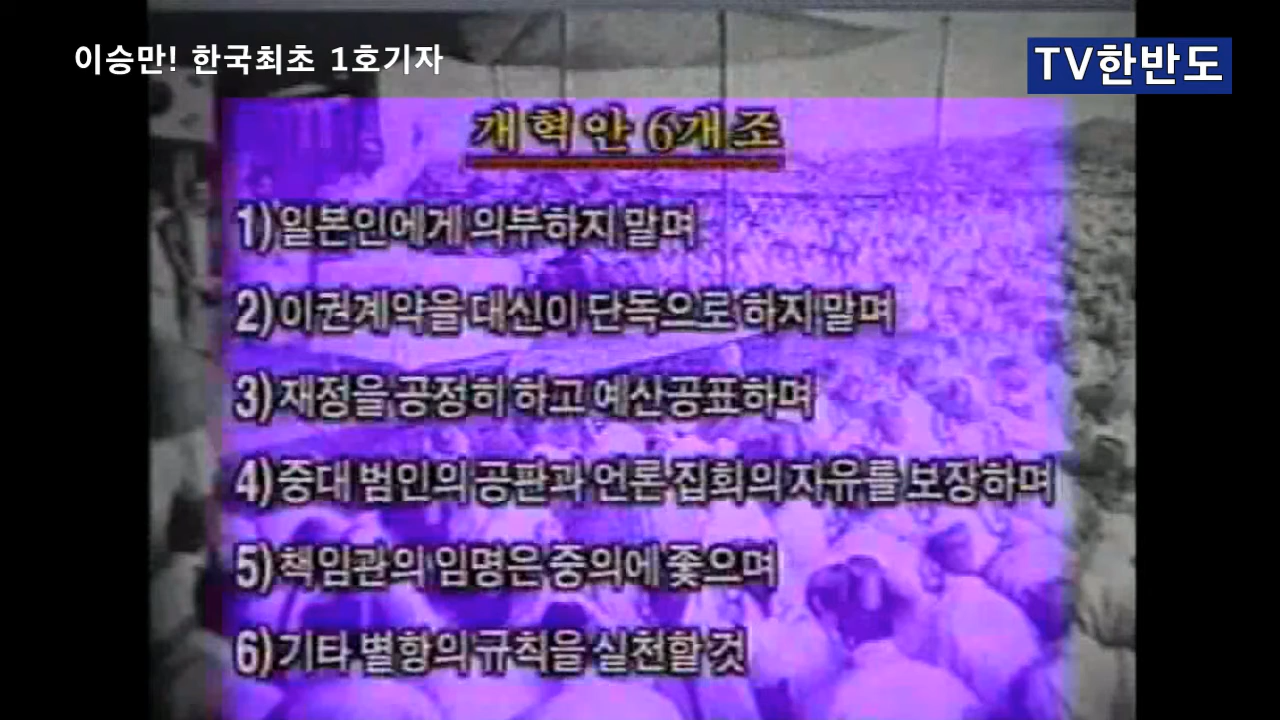 이승만! 한국최초 1호기자
TV한반도
개혁안 6개조
1)일본인에게 의부하지 말며
2)이권계약을 대신이 단독으로 하지 말며
3)재정을 공정히 하고 예산공표하며
4)중대 범인의 공판과 언론 집회의 자유를 보장하며
5)책임관의 임명은 중의에 좇으며
6)기타 별항의 규칙을 실천할 것